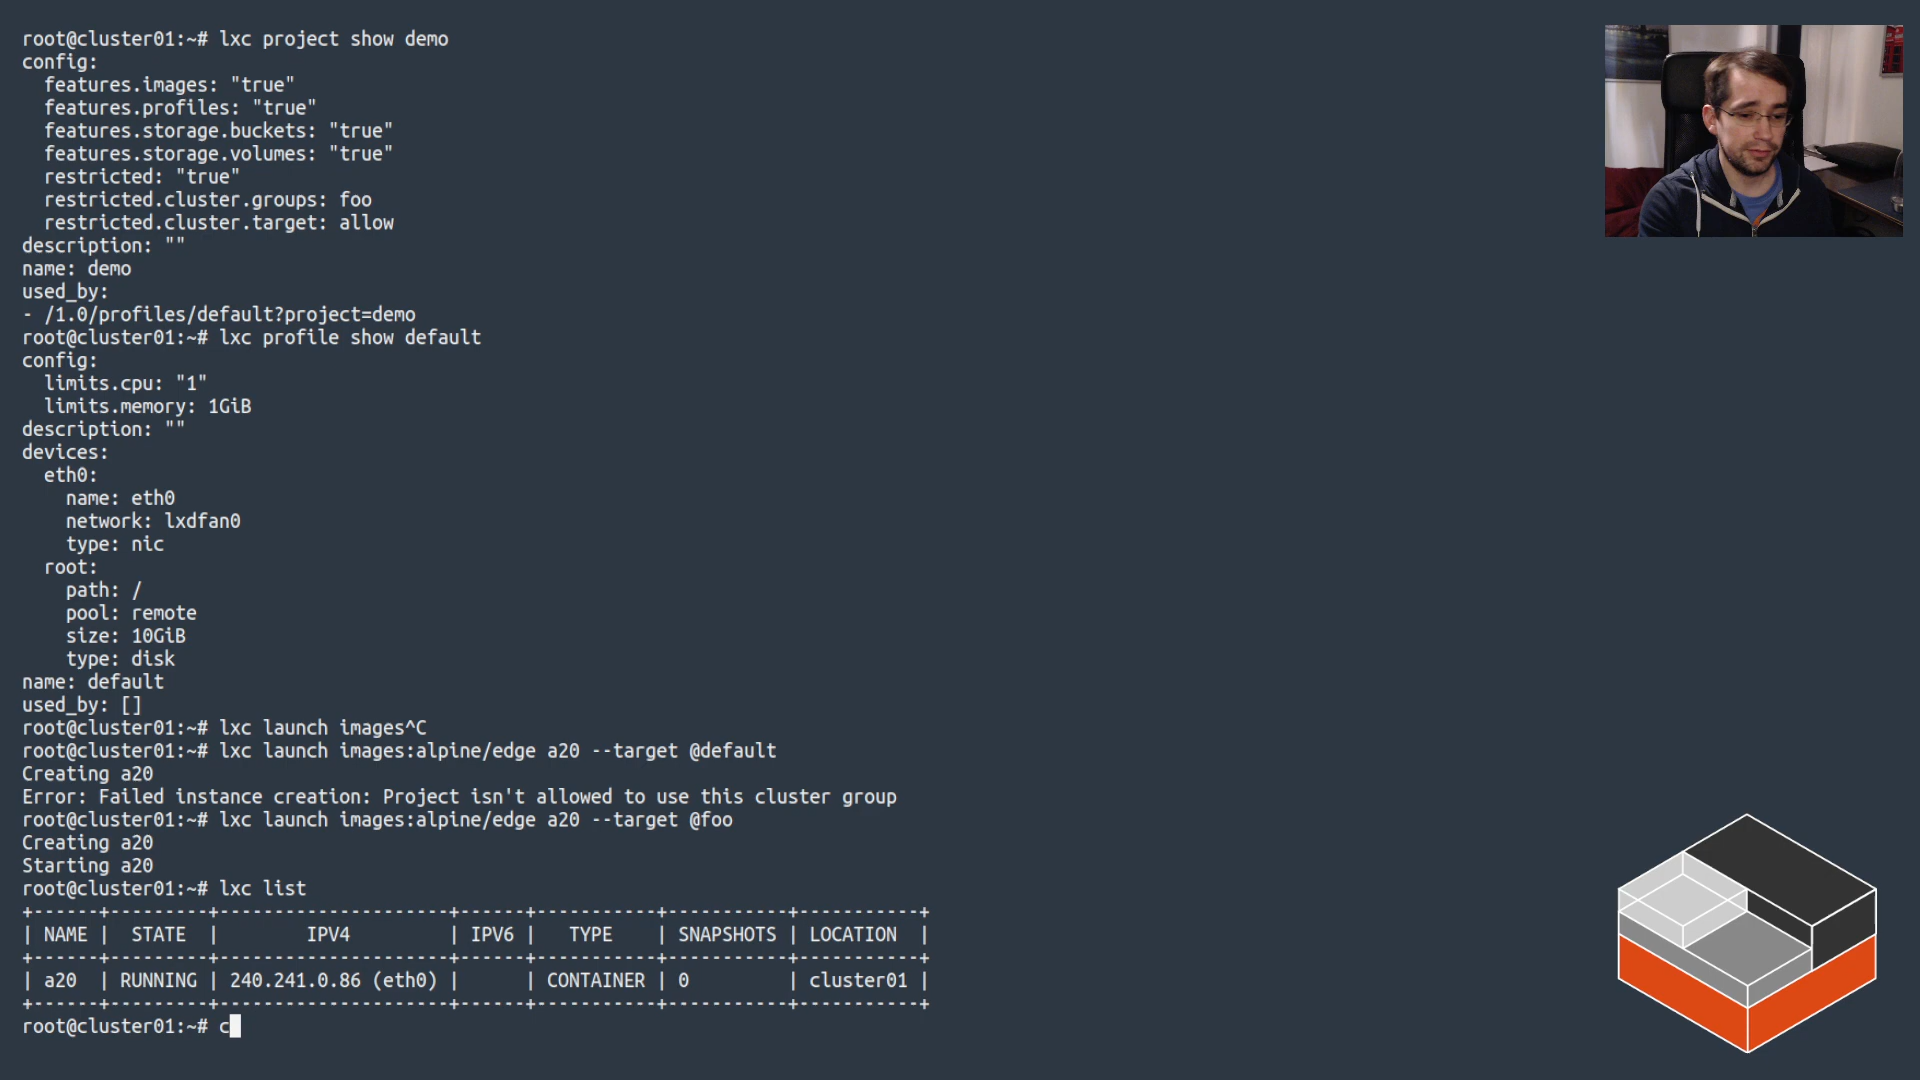 root@cluster01:~# lxc project show demo
config:
  features.images: "true"
  features.profiles: "true"
  features.storage.buckets: "true"
  features.storage.volumes: "true"
  restricted: "true"
  restricted.cluster.groups: foo
  restricted.cluster.target: allow
description: ""
name: demo
used_by:
- /1.0/profiles/default?project=demo
root@cluster01:~# lxc profile show default
config:
  limits.cpu: "1"
  limits.memory: 1GiB
description: ""
devices:
  eth0:
    name: eth0
    network: lxdfan0
    type: nic
  root:
    path: /
    pool: remote
    size: 10GiB
    type: disk
name: default
used_by: []
root@cluster01:~# lxc launch images^C
root@cluster01:~# lxc launch images:alpine/edge a20 --target @default
Creating a20
Error: Failed instance creation: Project isn't allowed to use this cluster group
root@cluster01:~# lxc launch images:alpine/edge a20 --target @foo
Creating a20
Starting a20
root@cluster01:~# lxc list
+------+---------+---------------------+------+-----------+-----------+-----------+
| NAME |  STATE  |        IPV4         | IPV6 |   TYPE    | SNAPSHOTS | LOCATION  |
+------+---------+---------------------+------+-----------+-----------+-----------+
| a20  | RUNNING | 240.241.0.86 (eth0) |      | CONTAINER | 0         | cluster01 |
+------+---------+---------------------+------+-----------+-----------+-----------+
root@cluster01:~# c